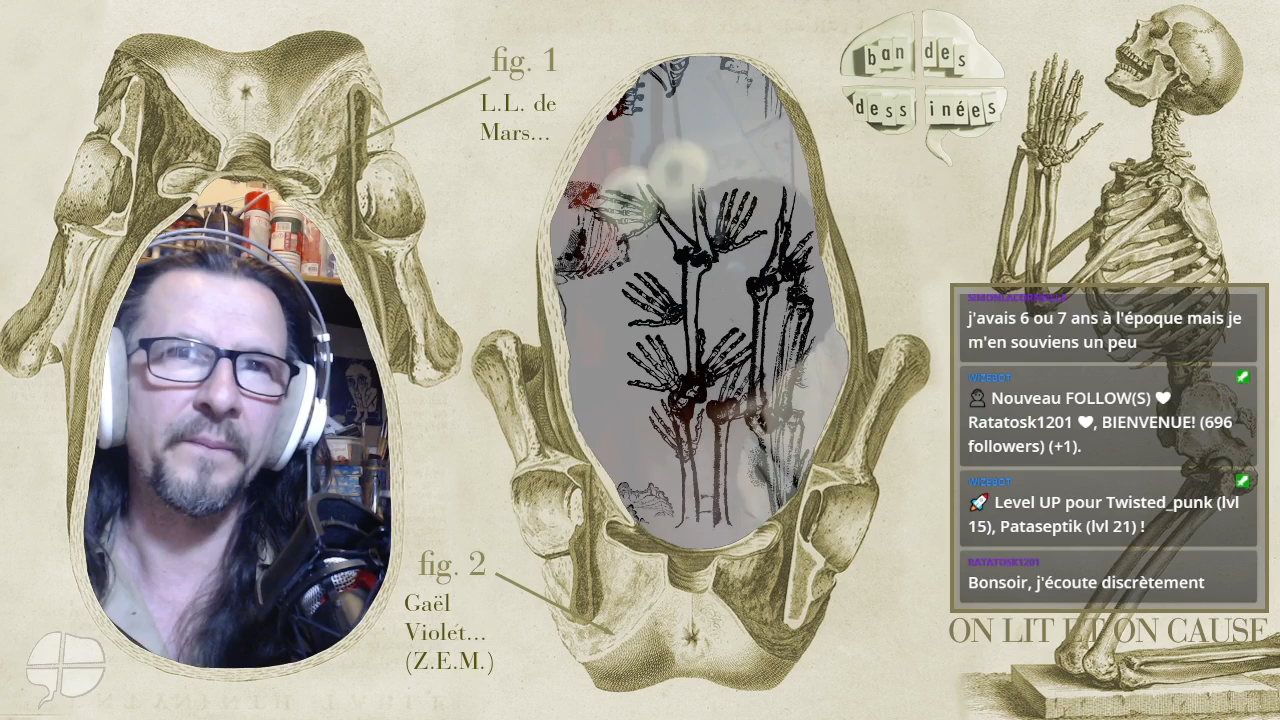 fig. 1
L.L. de
Mars...
ban des
dessinées
j'avais 6 ou 7 ans à l'époque mais je
m'en souviens un peu
WIZEBOT
Nouveau FOLLOW(S)
Ratatosk1201 , BIENVENUE! (696
followers) (+1).
WIZEBOT
Level UP pour Twisted_punk (lvl
15), Pataseptik (lvl 21) !
RATATOSK1201
Bonsoir, j'écoute discrètement
fig. 2
Gaël
Violet...
(Z.E.M.)
ON LIT ET ON CAUSE